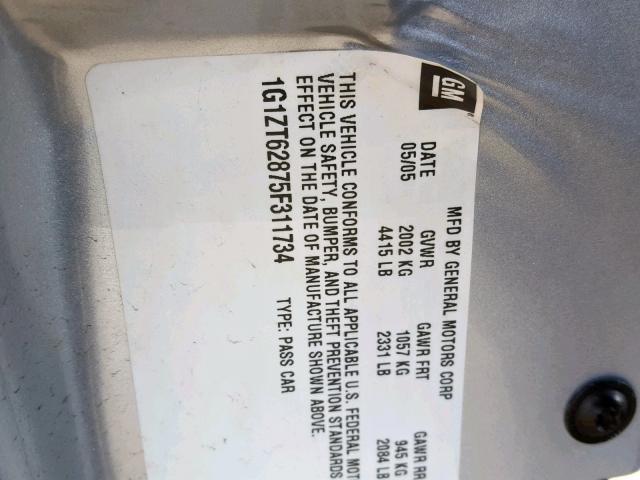 GM
MFD BY GENERAL MOTORS CORP
DATE GVWR GAWR FRT GAWR RR
05/05 2002 KG 1057 KG 945 KG
4415 LB 2331 LB 2084 LB
THIS VEHICLE CONFORMS TO ALL APPLICABLE U.S. FEDERAL MOT
VEHICLE SAFETY, BUMPER, AND THEFT PREVENTION STANDARDS
EFFECT ON THE DATE OF MANUFACTURE SHOWN ABOVE.
1G1ZT62875F311734 TYPE: PASS CAR